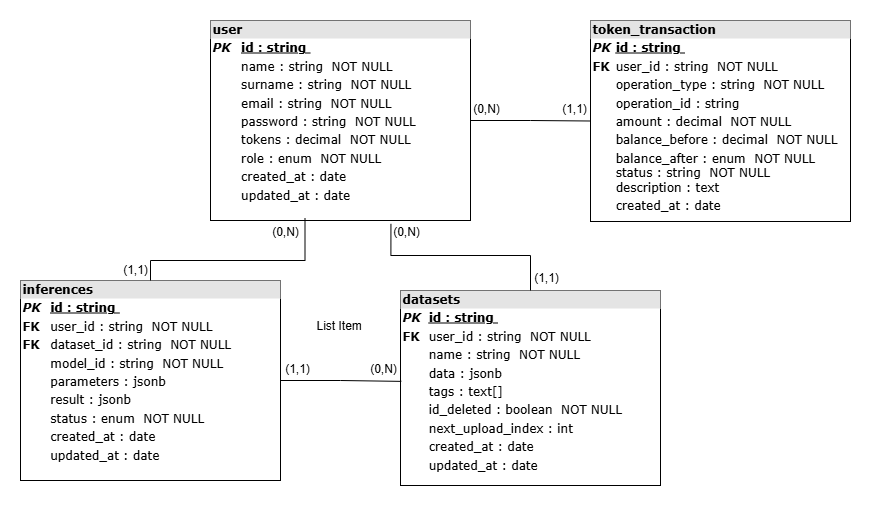 user
PK id : string
name : string NOT NULL
surname : string NOT NULL
email : string NOT NULL
password : string NOT NULL
tokens : decimal NOT NULL
role : enum NOT NULL
created_at : date
updated_at : date
token_transaction
PK id : string
FK user_id : string NOT NULL
operation_type : string NOT NULL
operation_id : string
amount : decimal NOT NULL
balance_before : decimal NOT NULL
balance_after : enum NOT NULL
status : string NOT NULL
description : text
created_at : date
(0,N)
(1,1)
(0,N)
(0,N)
(1,1)
(1,1)
inferences
PK id : string
FK user_id : string NOT NULL
FK dataset_id : string NOT NULL
model_id : string NOT NULL
parameters : jsonb
result : jsonb
status : enum NOT NULL
created_at : date
updated_at : date
List Item
(1,1)
(0,N)
datasets
PK id : string
FK user_id : string NOT NULL
name : string NOT NULL
data : jsonb
tags : text[]
id_deleted : boolean NOT NULL
next_upload_index : int
created_at : date
updated_at : date